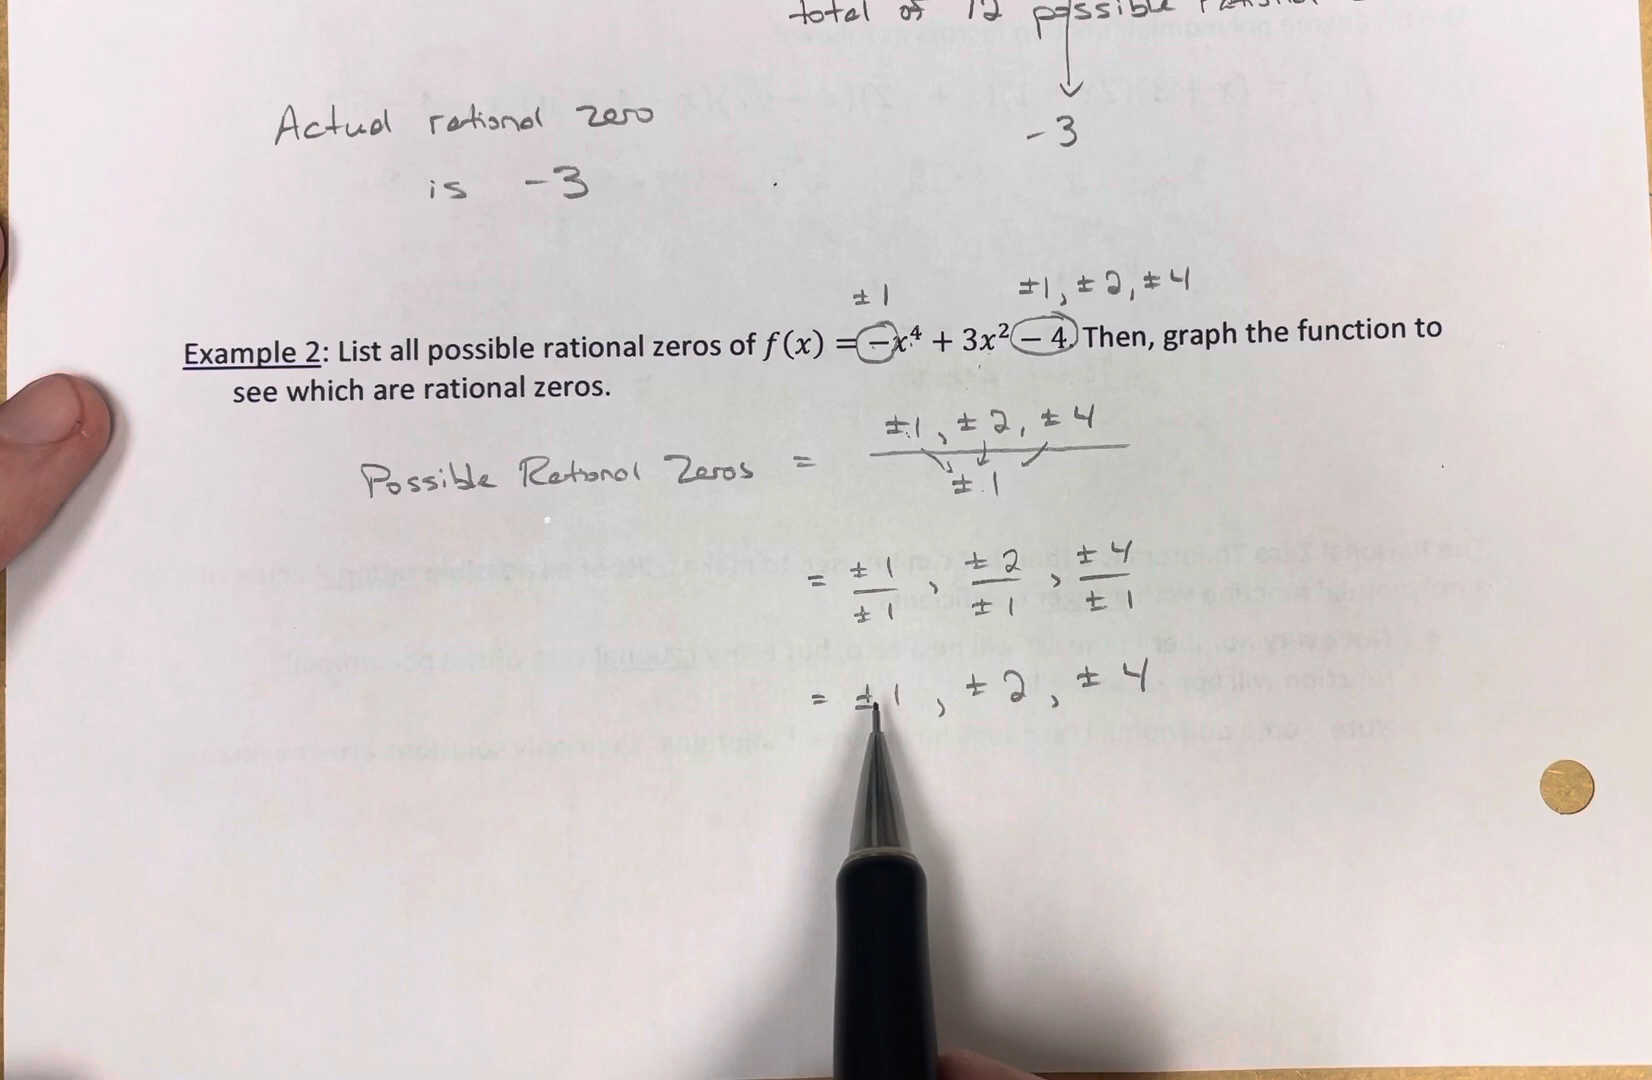 total of 12 possible
Actual rational zero
-3
is -3
±1 ±1, ±2, ±4
Example 2: List all possible rational zeros of f(x) = −x⁴ + 3x² − 4. Then, graph the function to
see which are rational zeros.
±1, ±2, ±4
Possible Rational Zeros =
±1
= ±1/±1, ±2/±1, ±4/±1
= ±1, ±2, ±4